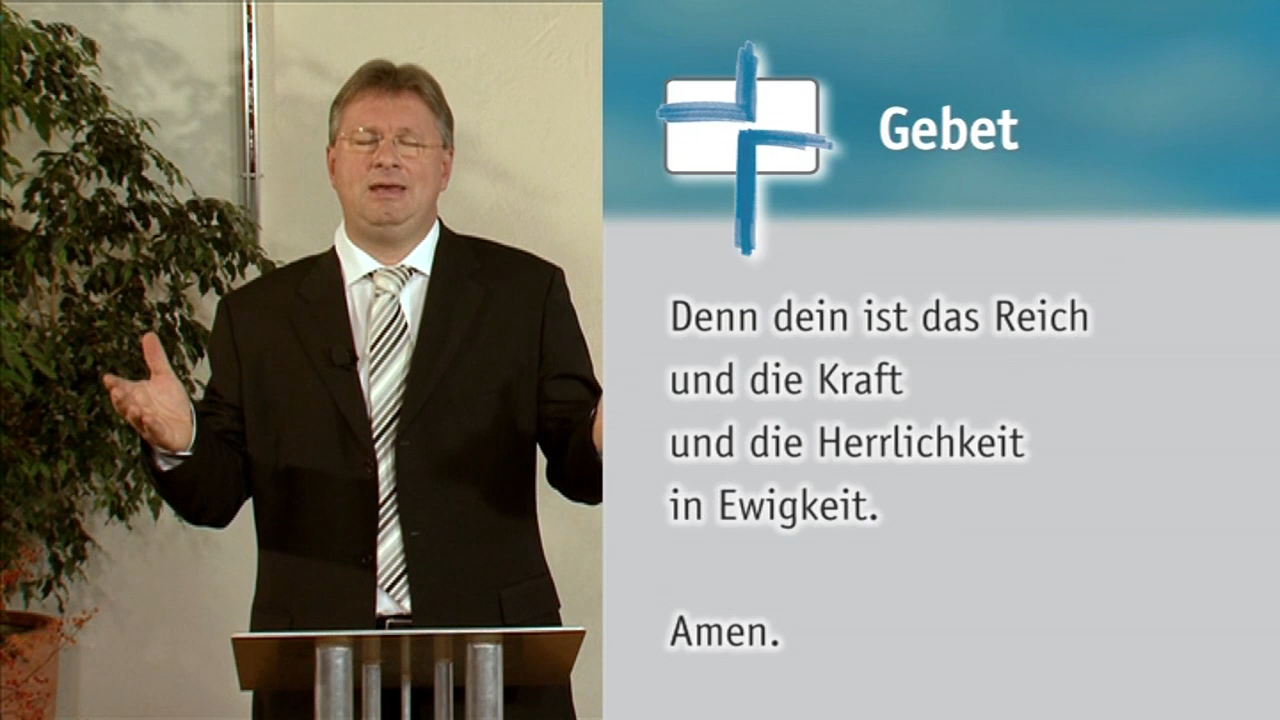 Gebet
Denn dein ist das Reich
und die Kraft
und die Herrlichkeit
in Ewigkeit.
Amen.